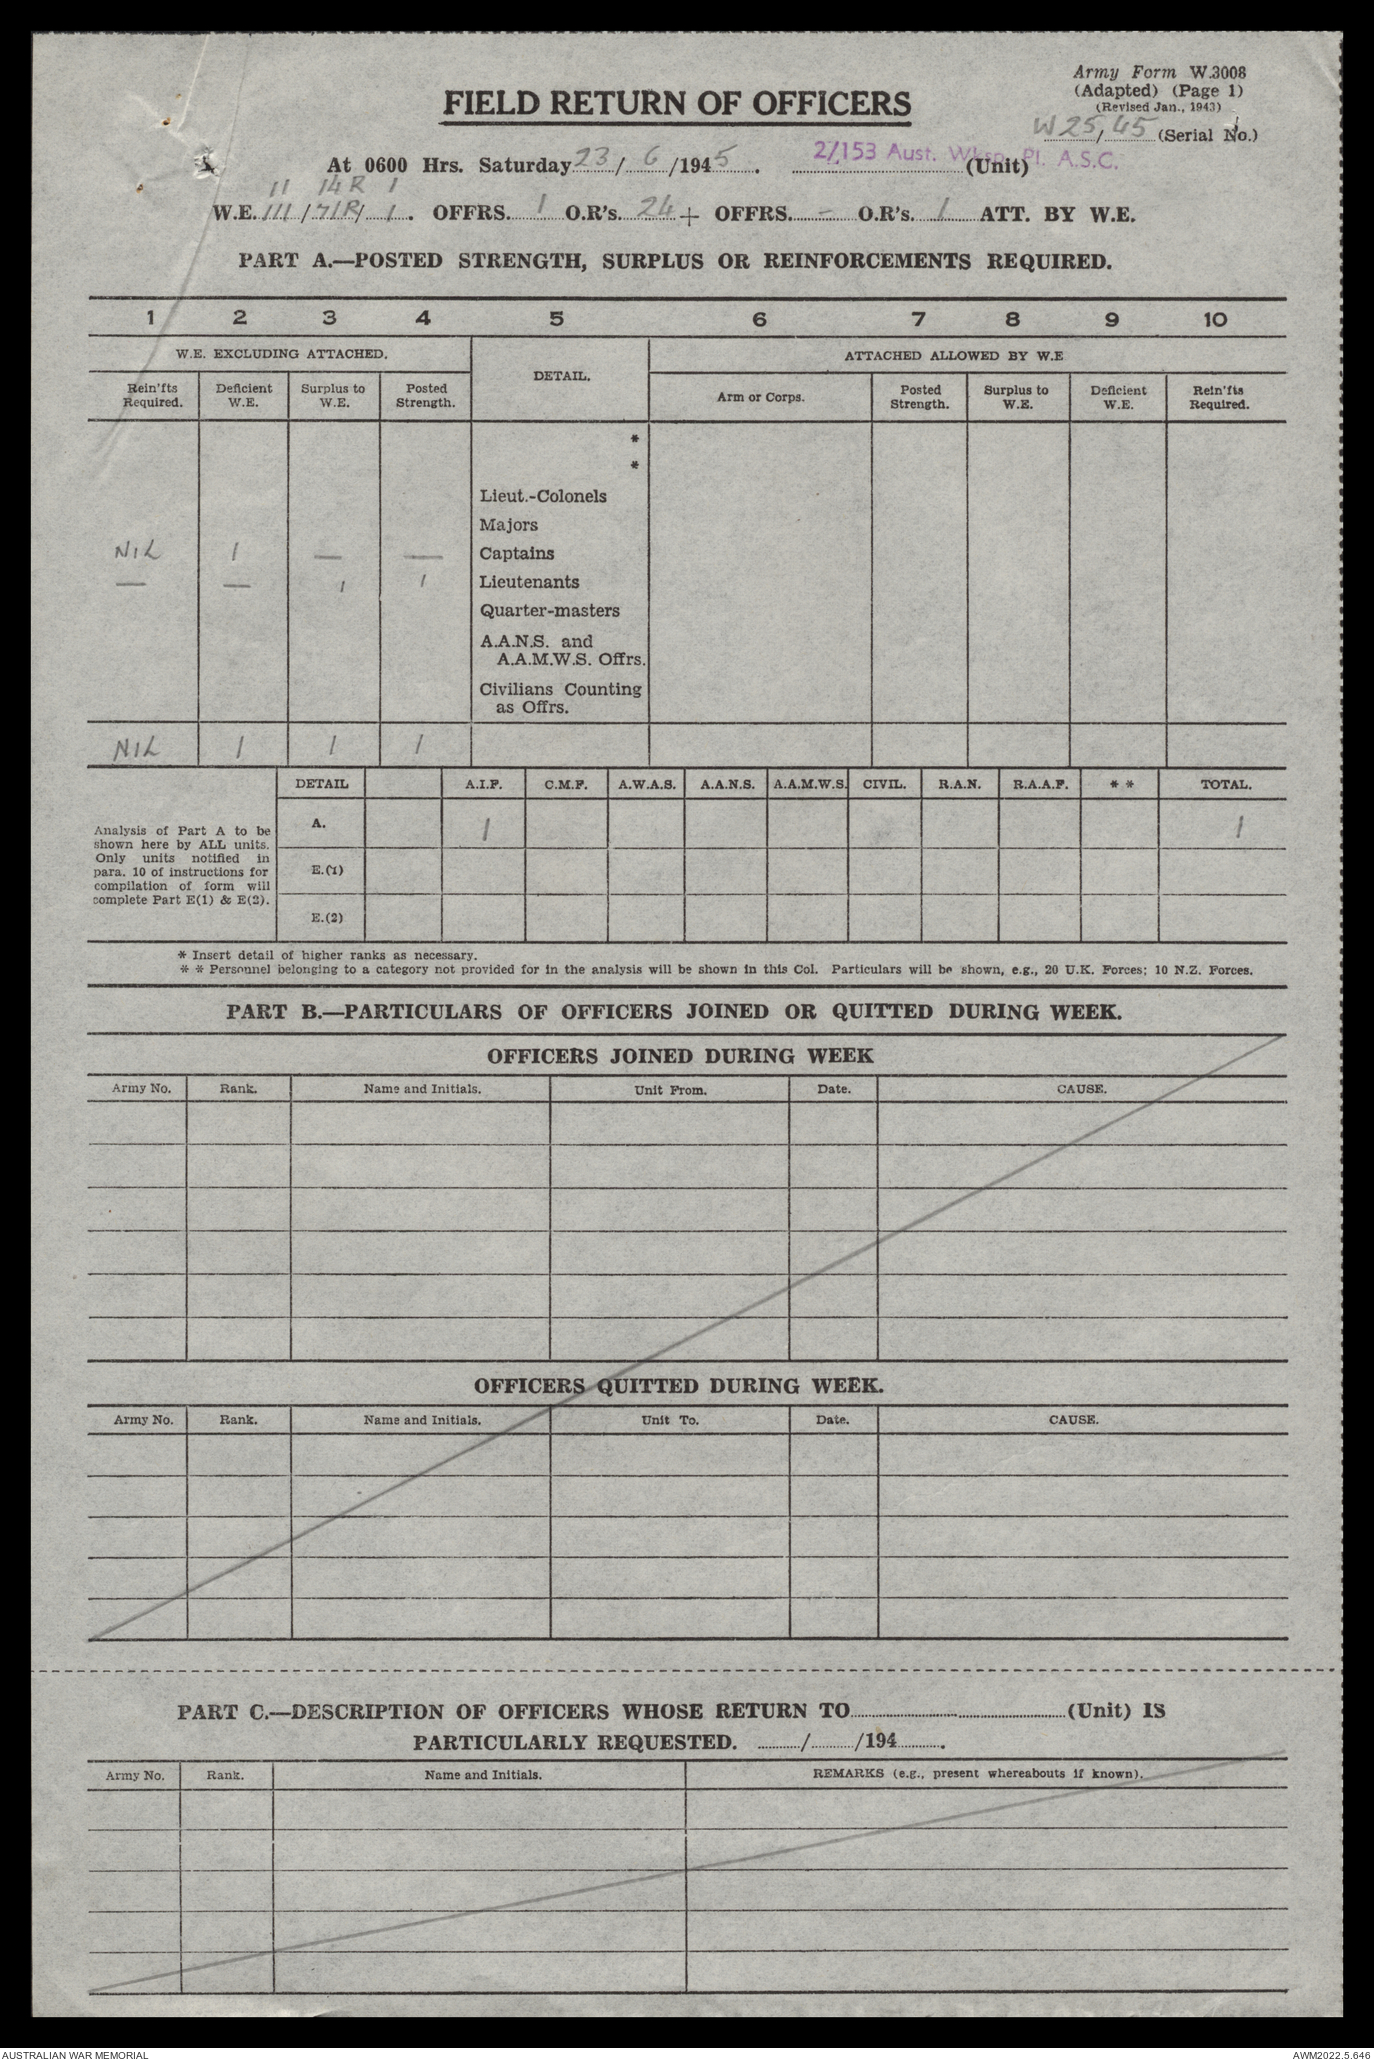 Army Form W.3008
(Adapted) (Page 1)
(Revised Jan., 1943)
FIELD RETURN OF OFFICERS
W25/45 (Serial No.)
At 0600 Hrs. Saturday 23/6/1945. 2/153 Aust. Wksp. Pl. A.S.C. (Unit)
11 14R 1
W.E. 111/71R/1. OFFRS. 1 O.R's. 24 + OFFRS. - O.R's. 1 ATT. BY W.E.
PART A.—POSTED STRENGTH, SURPLUS OR REINFORCEMENTS REQUIRED.
1 2 3 4 5 6 7 8 9 10
W.E. EXCLUDING ATTACHED. DETAIL. ATTACHED ALLOWED BY W.E
Rein'fts Required. Deficient W.E. Surplus to W.E. Posted Strength. Arm or Corps. Posted Strength. Surplus to W.E. Deficient W.E. Rein'fts Required.
*
*
Lieut.-Colonels
Majors
NIL 1 — — Captains
— — 1 1 Lieutenants
Quarter-masters
A.A.N.S. and
A.A.M.W.S. Offrs.
Civilians Counting
as Offrs.
NIL 1 1 1
DETAIL A.I.F. C.M.F. A.W.A.S. A.A.N.S. A.A.M.W.S. CIVIL. R.A.N. R.A.A.F. * * TOTAL.
Analysis of Part A to be
shown here by ALL units.
Only units notified in
para. 10 of instructions for
compilation of form will
complete Part E(1) & E(2).
A. 1 1
E.(1)
E.(2)
* Insert detail of higher ranks as necessary.
* * Personnel belonging to a category not provided for in the analysis will be shown in this Col. Particulars will be shown, e.g., 20 U.K. Forces; 10 N.Z. Forces.
PART B.—PARTICULARS OF OFFICERS JOINED OR QUITTED DURING WEEK.
OFFICERS JOINED DURING WEEK
Army No. Rank. Name and Initials. Unit From. Date. CAUSE.
OFFICERS QUITTED DURING WEEK.
Army No. Rank. Name and Initials. Unit To. Date. CAUSE.
PART C.—DESCRIPTION OF OFFICERS WHOSE RETURN TO..........(Unit) IS
PARTICULARLY REQUESTED. ......../......../194.........
Army No. Rank. Name and Initials. REMARKS (e.g., present whereabouts if known).
AUSTRALIAN WAR MEMORIAL AWM2022.5.646